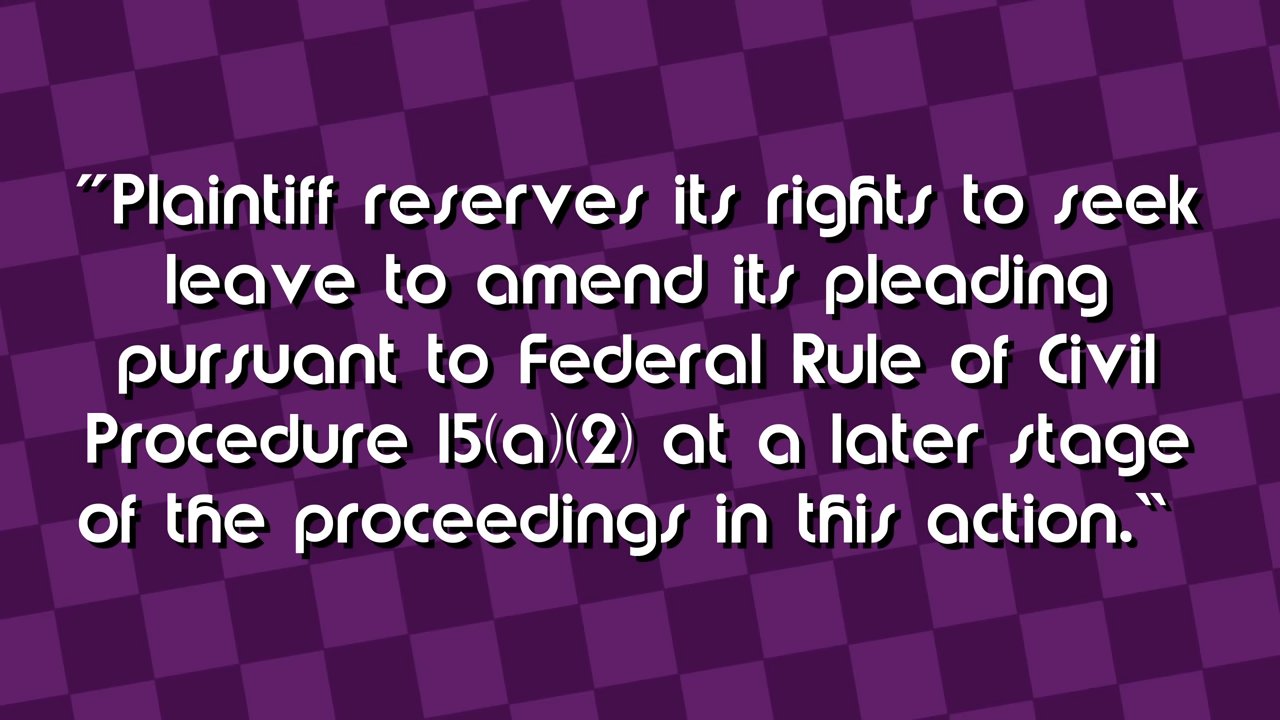 "Plaintiff reserves its rights to seek
leave to amend its pleading
pursuant to Federal Rule of Civil
Procedure 15(a)(2) at a later stage
of the proceedings in this action."